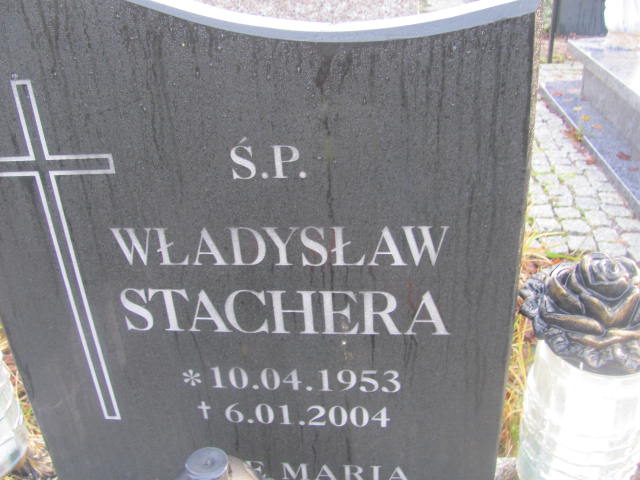 Ś.P.
WŁADYSŁAW
STACHERA
* 10.04.1953
✝ 6.01.2004
MARIA